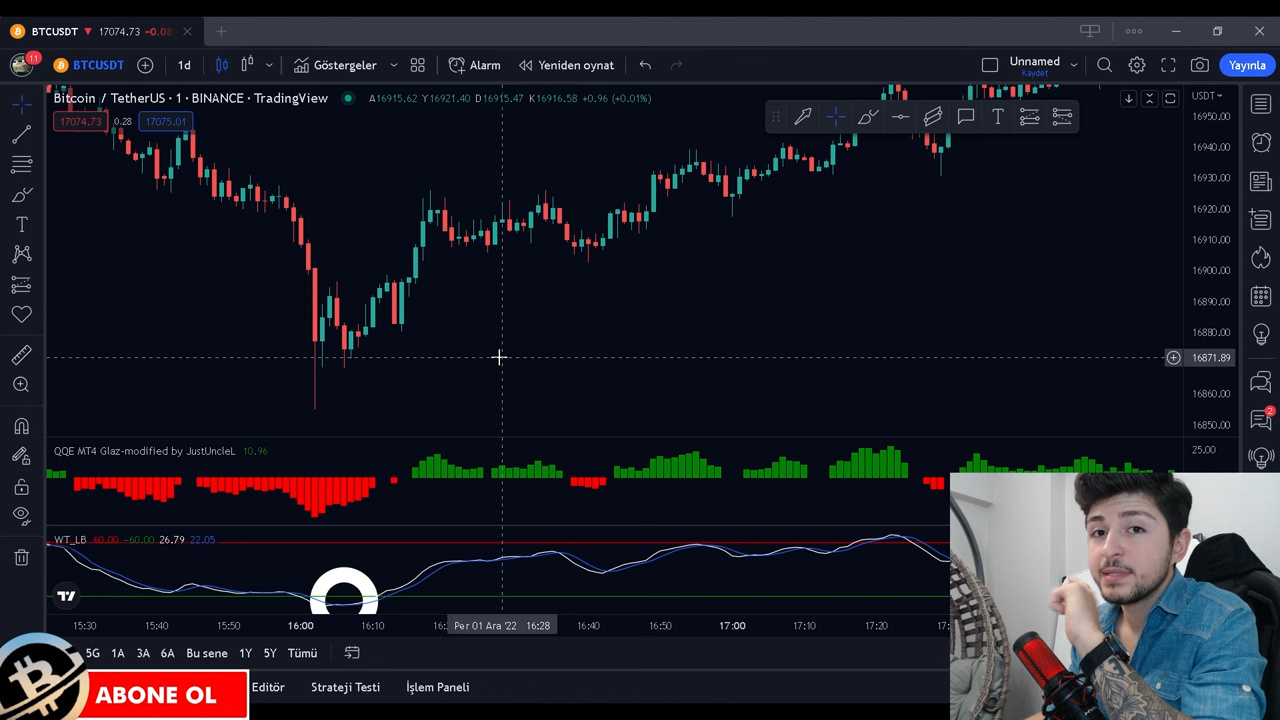 BTCUSDT 17074.73 -0.08
11 BTCUSDT 1d Göstergeler Alarm Yeniden oynat Unnamed Kaydet Yayınla
Bitcoin / TetherUS · 1 · BINANCE · TradingView A16915.62 Y16921.40 D16915.47 K16916.58 +0.96 (+0.01%)
17074.73 0.28 17075.01
USDT
16950.00
16940.00
16930.00
16920.00
16910.00
16900.00
16890.00
16880.00
16871.89
16860.00
16850.00
2
QQE MT4 Glaz-modified by JustUncleL 10.96
25.00
WT_LB 60.00 -60.00 26.79 22.05
15:30 15:40 15:50 16:00 16:10 Per 01 Ara '22 16:28 16:40 16:50 17:00 17:10 17:20
5G 1A 3A 6A Bu sene 1Y 5Y Tümü
Editör Strateji Testi İşlem Paneli
ABONE OL